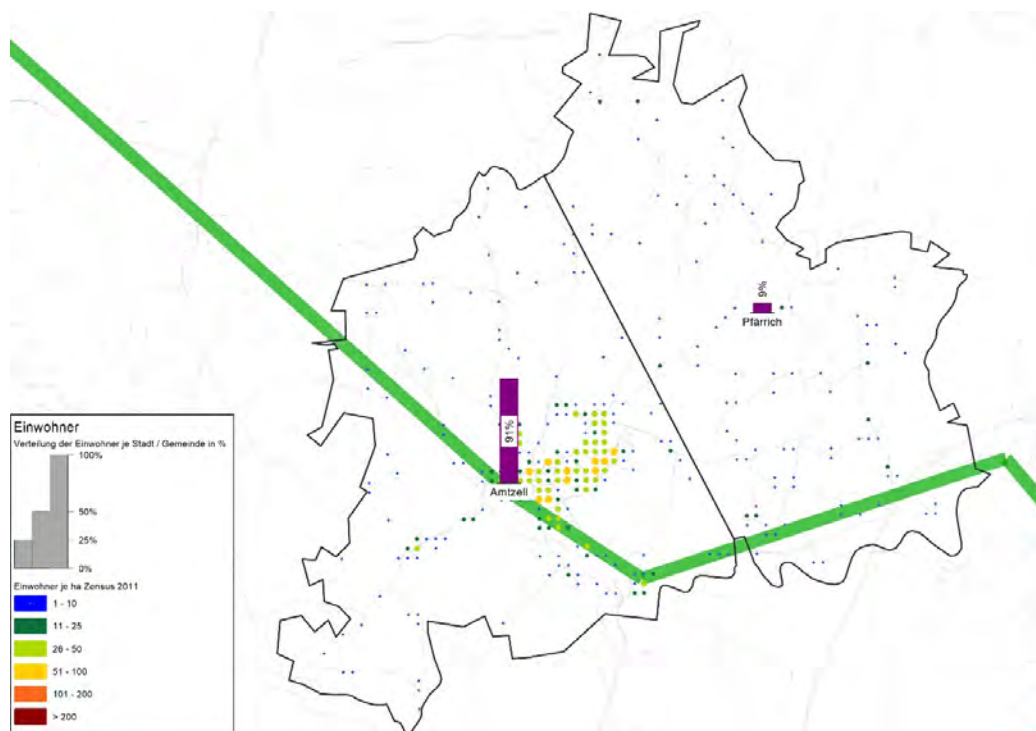 9%
Pfärrich
91%
Amtzell
Einwohner
Verteilung der Einwohner je Stadt / Gemeinde in %
100%
50%
25%
0%
Einwohner je ha Zensus 2011
1 - 10
11 - 25
26 - 50
51 - 100
101 - 200
> 200